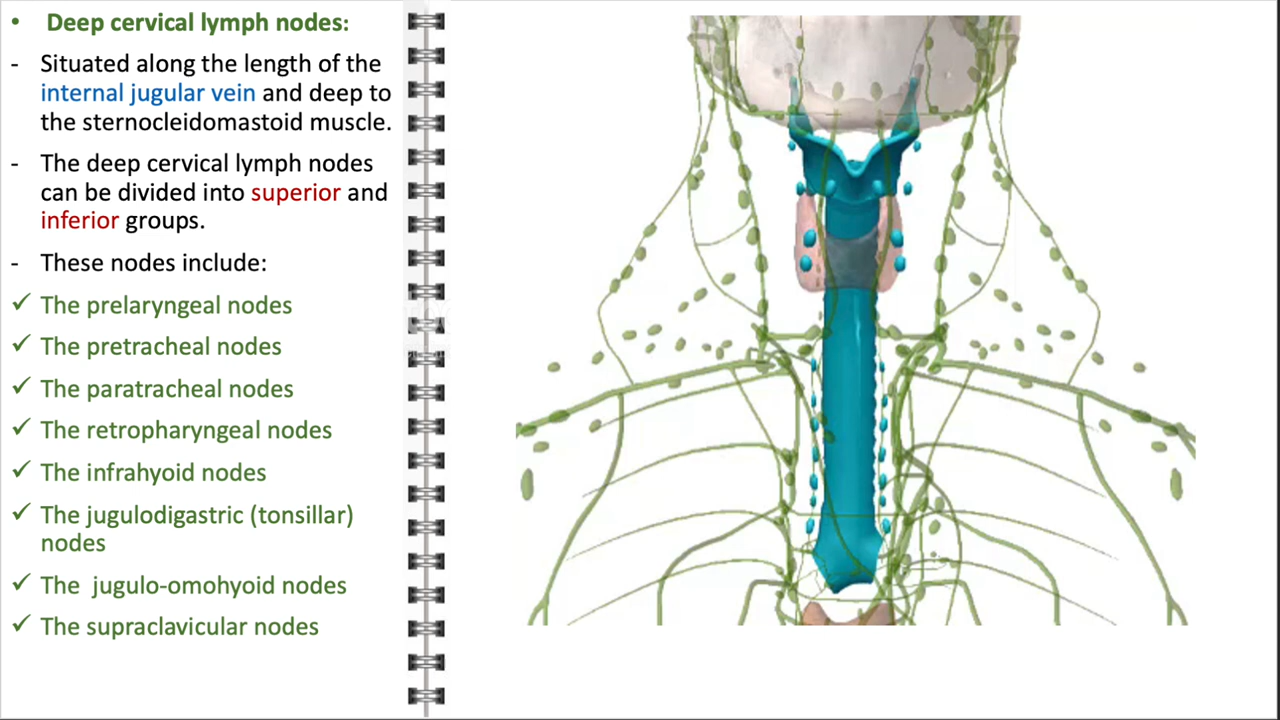 • Deep cervical lymph nodes:
- Situated along the length of the
internal jugular vein and deep to
the sternocleidomastoid muscle.
- The deep cervical lymph nodes
can be divided into superior and
inferior groups.
- These nodes include:
✓ The prelaryngeal nodes
✓ The pretracheal nodes
✓ The paratracheal nodes
✓ The retropharyngeal nodes
✓ The infrahyoid nodes
✓ The jugulodigastric (tonsillar)
nodes
✓ The  jugulo-omohyoid nodes
✓ The supraclavicular nodes